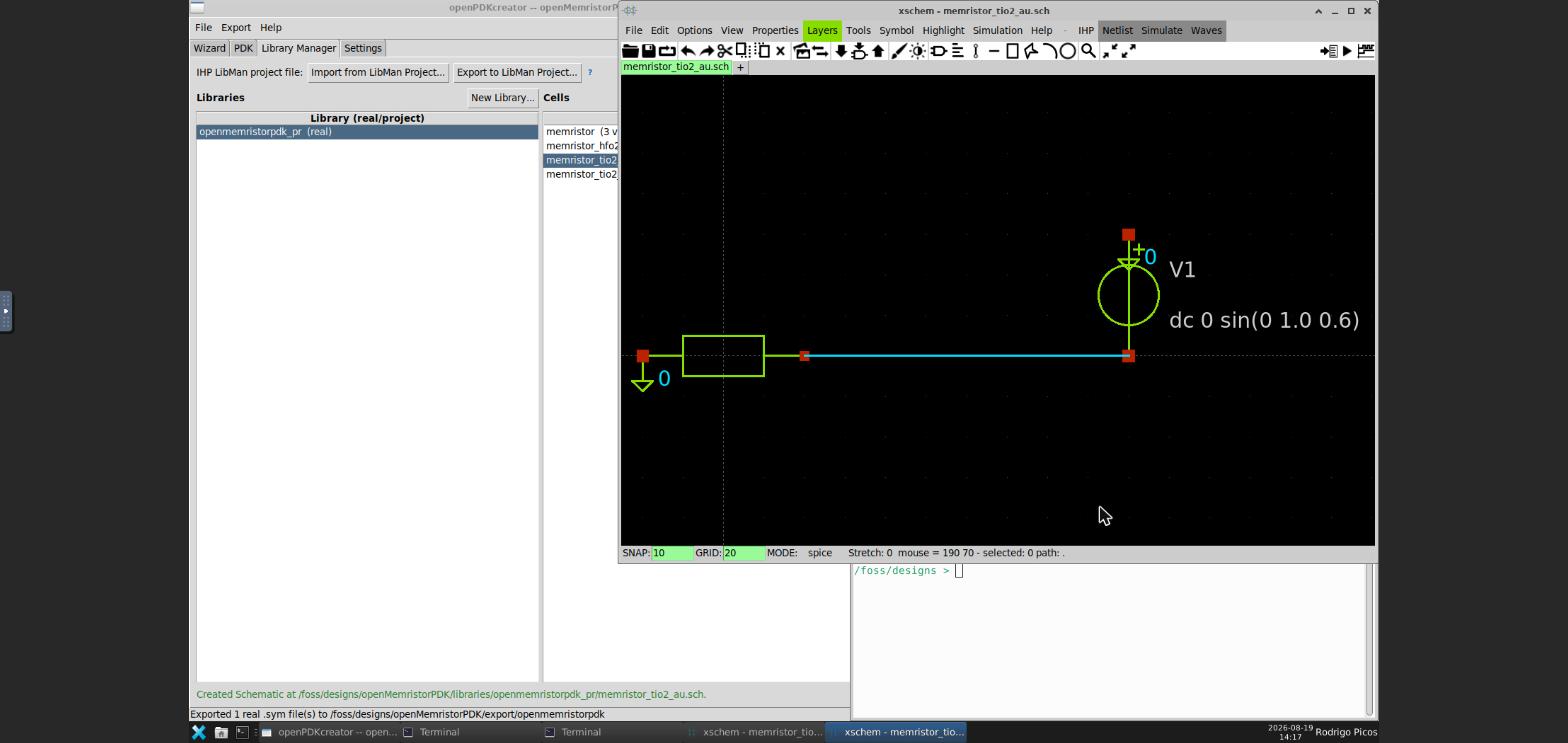 openPDKcreator -- openMemristorP
File Export Help
Wizard PDK Library Manager Settings
IHP LibMan project file: Import from LibMan Project... Export to LibMan Project... ?
Libraries New Library... Cells
Library (real/project)
openmemristorpdk_pr (real)
memristor (3 v
memristor_hfo2
memristor_tio2
memristor_tio2_
Created Schematic at /foss/designs/openMemristorPDK/libraries/openmemristorpdk_pr/memristor_tio2_au.sch.
Exported 1 real .sym file(s) to /foss/designs/openMemristorPDK/export/openmemristorpdk
xschem - memristor_tio2_au.sch
File Edit Options View Properties Layers Tools Symbol Highlight Simulation Help - IHP Netlist Simulate Waves
memristor_tio2_au.sch +
+
0
V1
dc 0 sin(0 1.0 0.6)
0
SNAP: 10 GRID: 20 MODE: spice Stretch: 0 mouse = 190 70 - selected: 0 path: .
/foss/designs >
openPDKcreator -- open... Terminal Terminal xschem - memristor_tio... xschem - memristor_tio... 2026-08-19 14:17 Rodrigo Picos